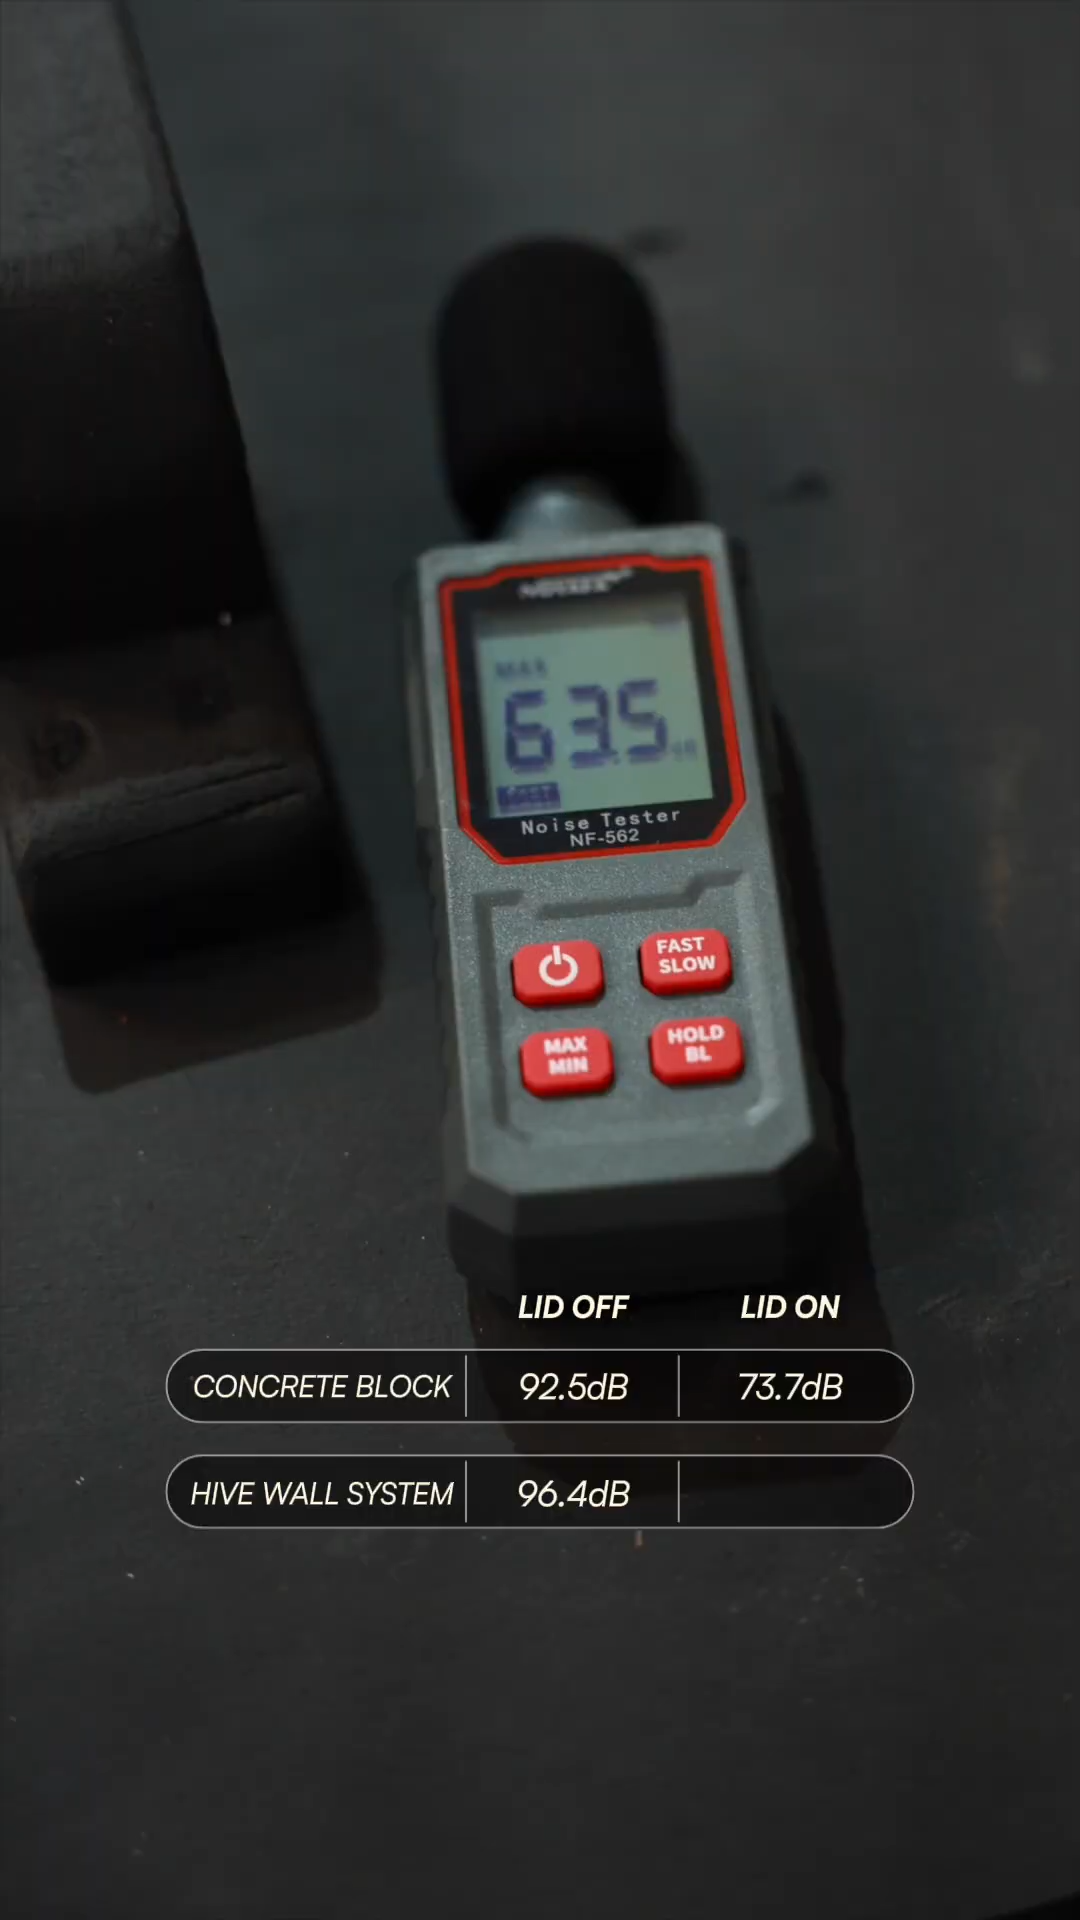 MAX
63.5
Noise Tester
NF-562
FAST
SLOW
MAX
MIN
HOLD
BL
LID OFF LID ON
CONCRETE BLOCK 92.5dB 73.7dB
HIVE WALL SYSTEM 96.4dB